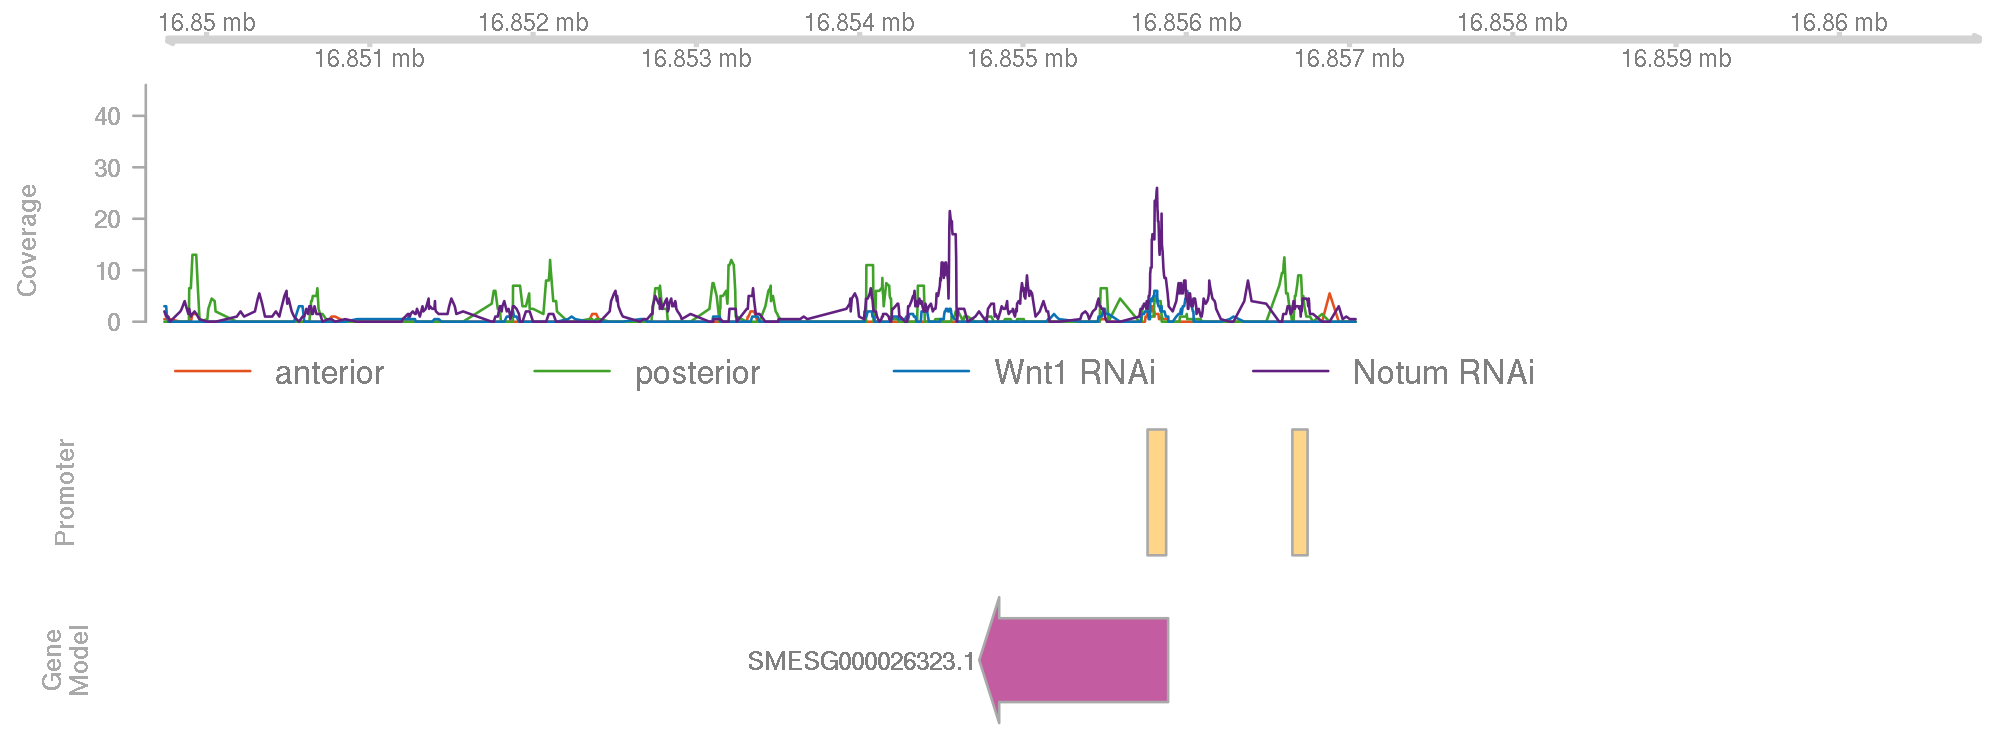 16.85 mb 16.852 mb 16.854 mb 16.856 mb 16.858 mb 16.86 mb
16.851 mb 16.853 mb 16.855 mb 16.857 mb 16.859 mb
Coverage
40
30
20
10
0
anterior posterior Wnt1 RNAi Notum RNAi
Promoter
Gene
Model
SMESG000026323.1